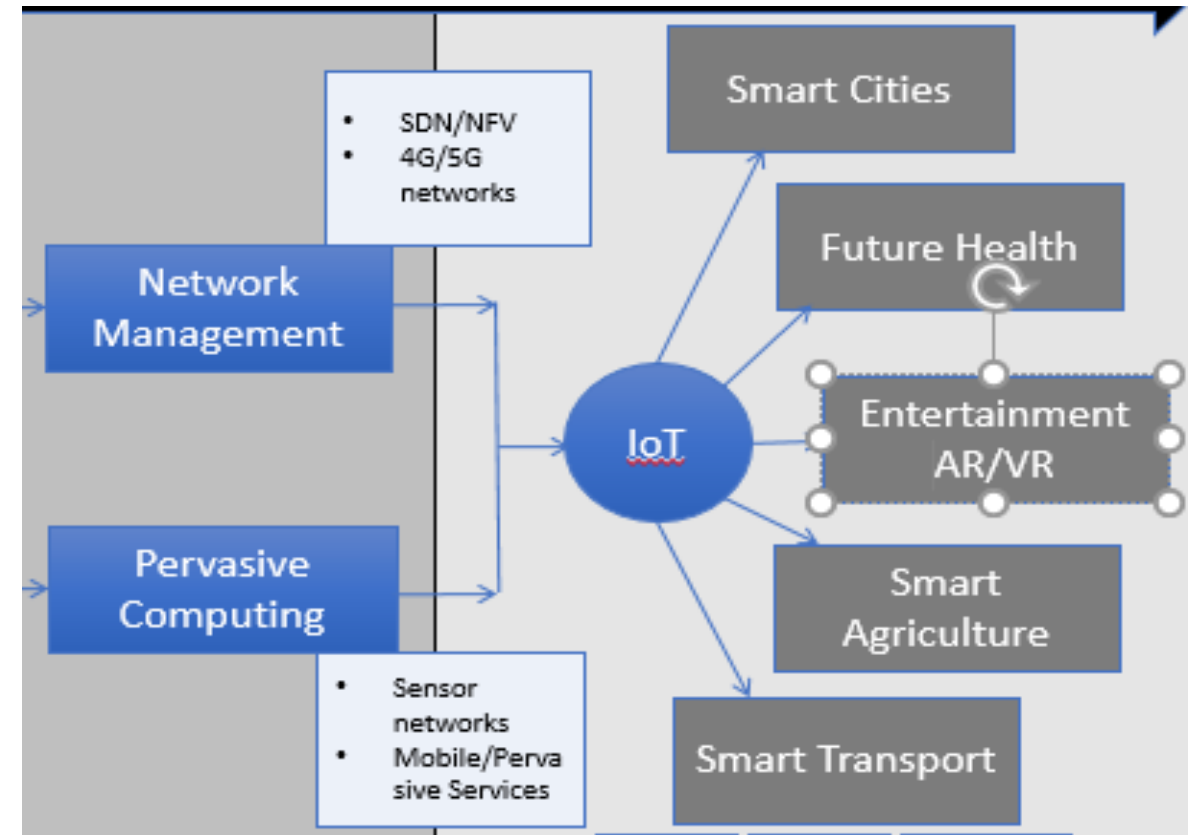 Smart Cities
• SDN/NFV
• 4G/5G
networks
Future Health
Network
Management
Entertainment
AR/VR
IoT
Pervasive
Computing
Smart
Agriculture
• Sensor
networks
• Mobile/Perva
sive Services
Smart Transport